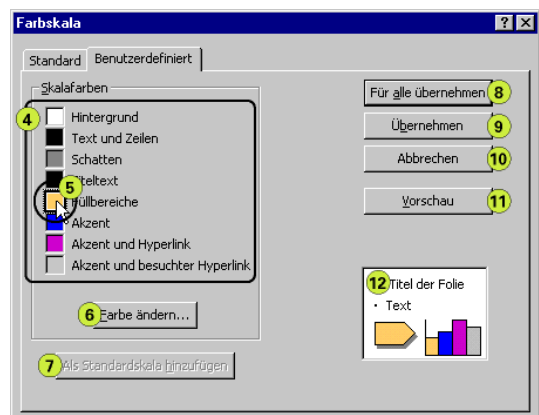 Farbskala
Standard Benutzerdefiniert
Skalafarben
4 Hintergrund
Text und Zeilen
Schatten
Titeltext
5 Füllbereiche
Akzent
Akzent und Hyperlink
Akzent und besuchter Hyperlink
6 Farbe ändern...
7 Als Standardskala hinzufügen
Für alle übernehmen 8
Übernehmen 9
Abbrechen 10
Vorschau 11
12 Titel der Folie
• Text